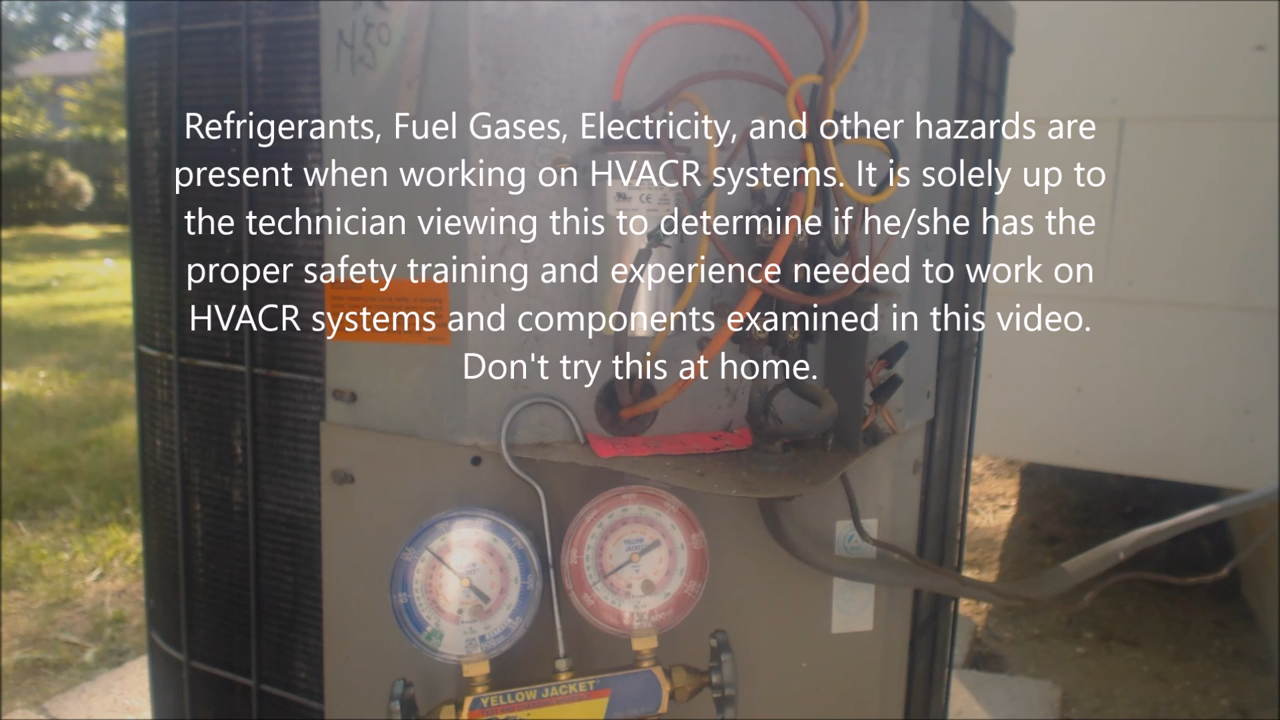 Refrigerants, Fuel Gases, Electricity, and other hazards are
present when working on HVACR systems. It is solely up to
the technician viewing this to determine if he/she has the
proper safety training and experience needed to work on
HVACR systems and components examined in this video.
Don't try this at home.
YELLOW JACKET